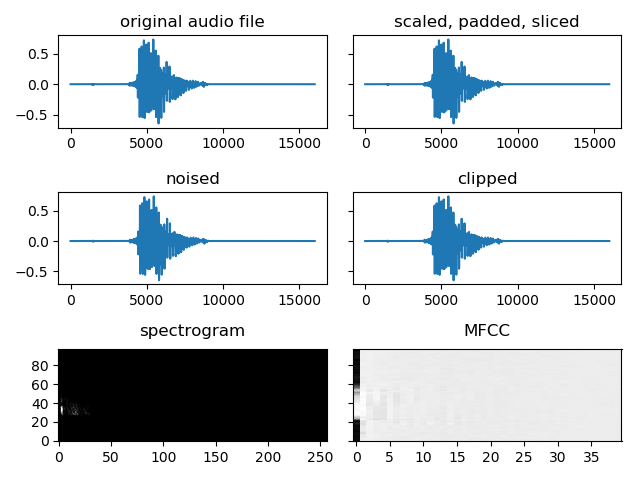 original audio file
scaled, padded, sliced
0.5
0.0
−0.5
0 5000 10000 15000
0 5000 10000 15000
noised
clipped
0.5
0.0
−0.5
0 5000 10000 15000
0 5000 10000 15000
spectrogram
MFCC
80
60
40
20
0
0 50 100 150 200 250
0 5 10 15 20 25 30 35